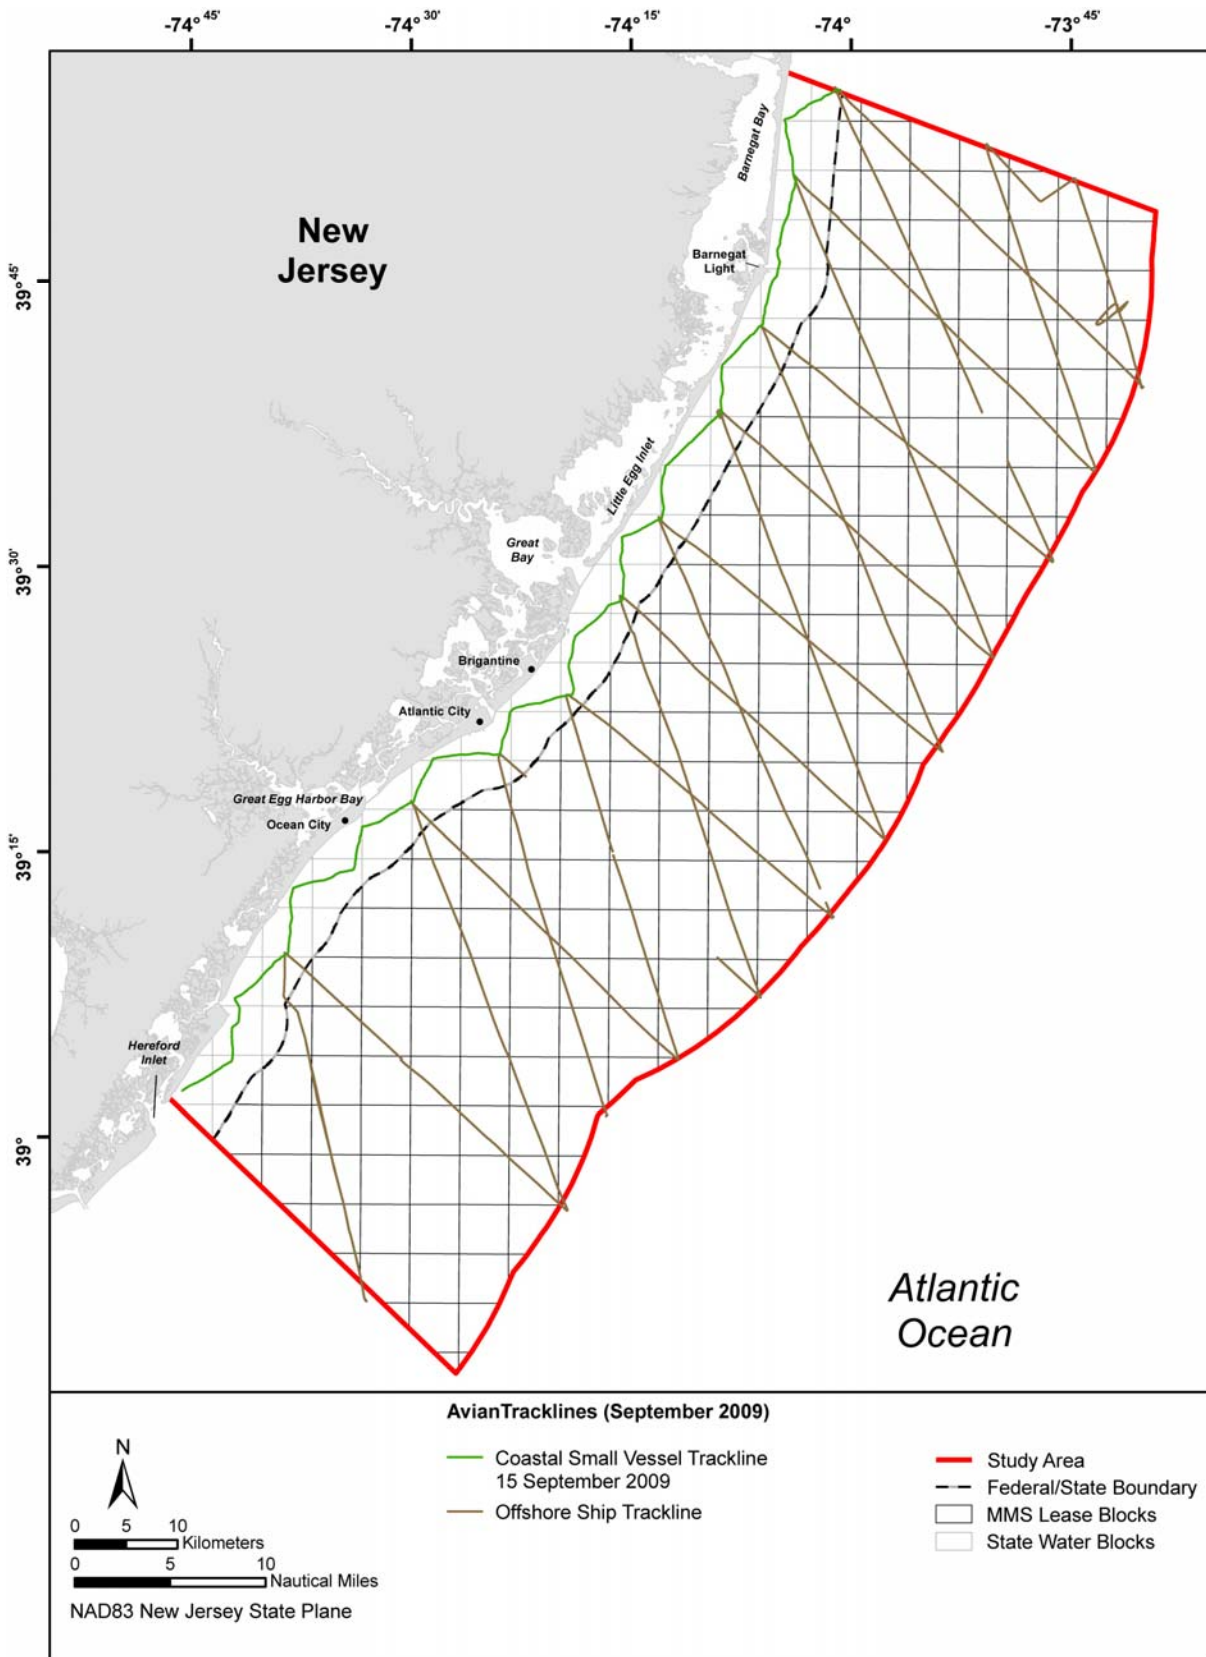 -74° 45'
-74° 30'
-74° 15'
-74°
-73° 45'
Barnegat Bay
New
Jersey
Barnegat
Light
39° 45'
Little Egg Inlet
Great
Bay
39° 30'
Brigantine
Atlantic City
Great Egg Harbor Bay
Ocean City
39° 15'
Hereford
Inlet
39°
Atlantic
Ocean
AvianTracklines (September 2009)
N
Coastal Small Vessel Trackline
15 September 2009
Offshore Ship Trackline
Study Area
Federal/State Boundary
MMS Lease Blocks
State Water Blocks
0 5 10
Kilometers
0 5 10
Nautical Miles
NAD83 New Jersey State Plane